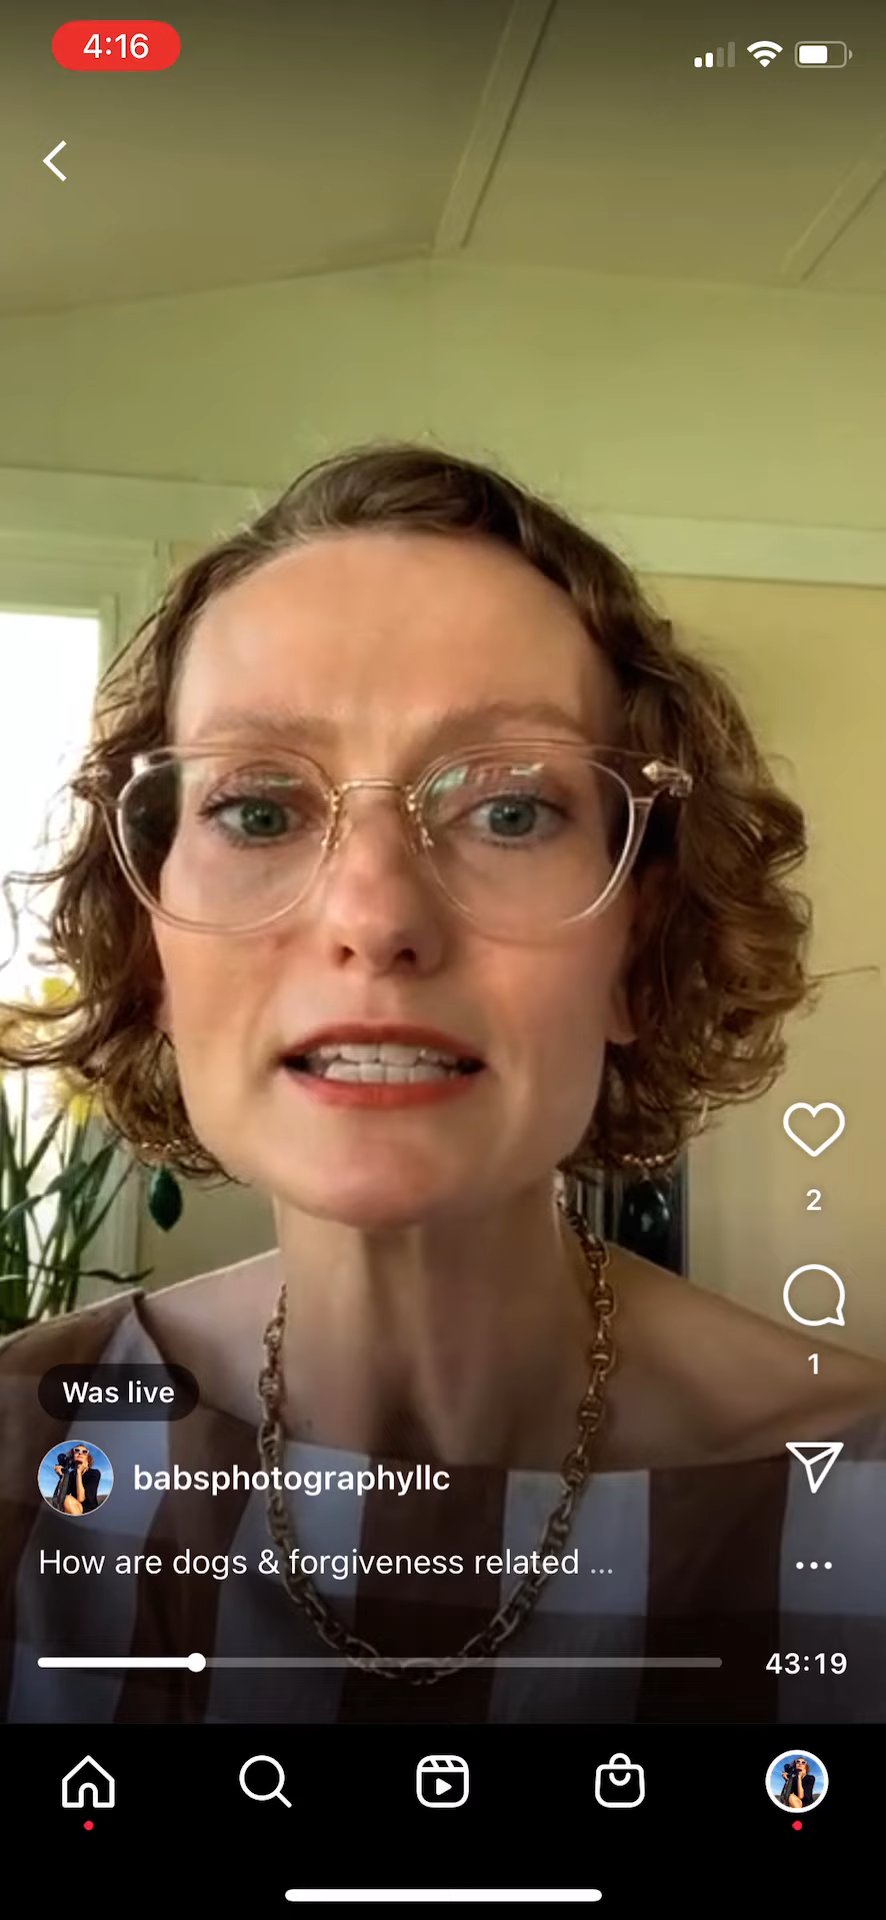 4:16
2
1
Was live
babsphotographyllc
How are dogs & forgiveness related ...
43:19